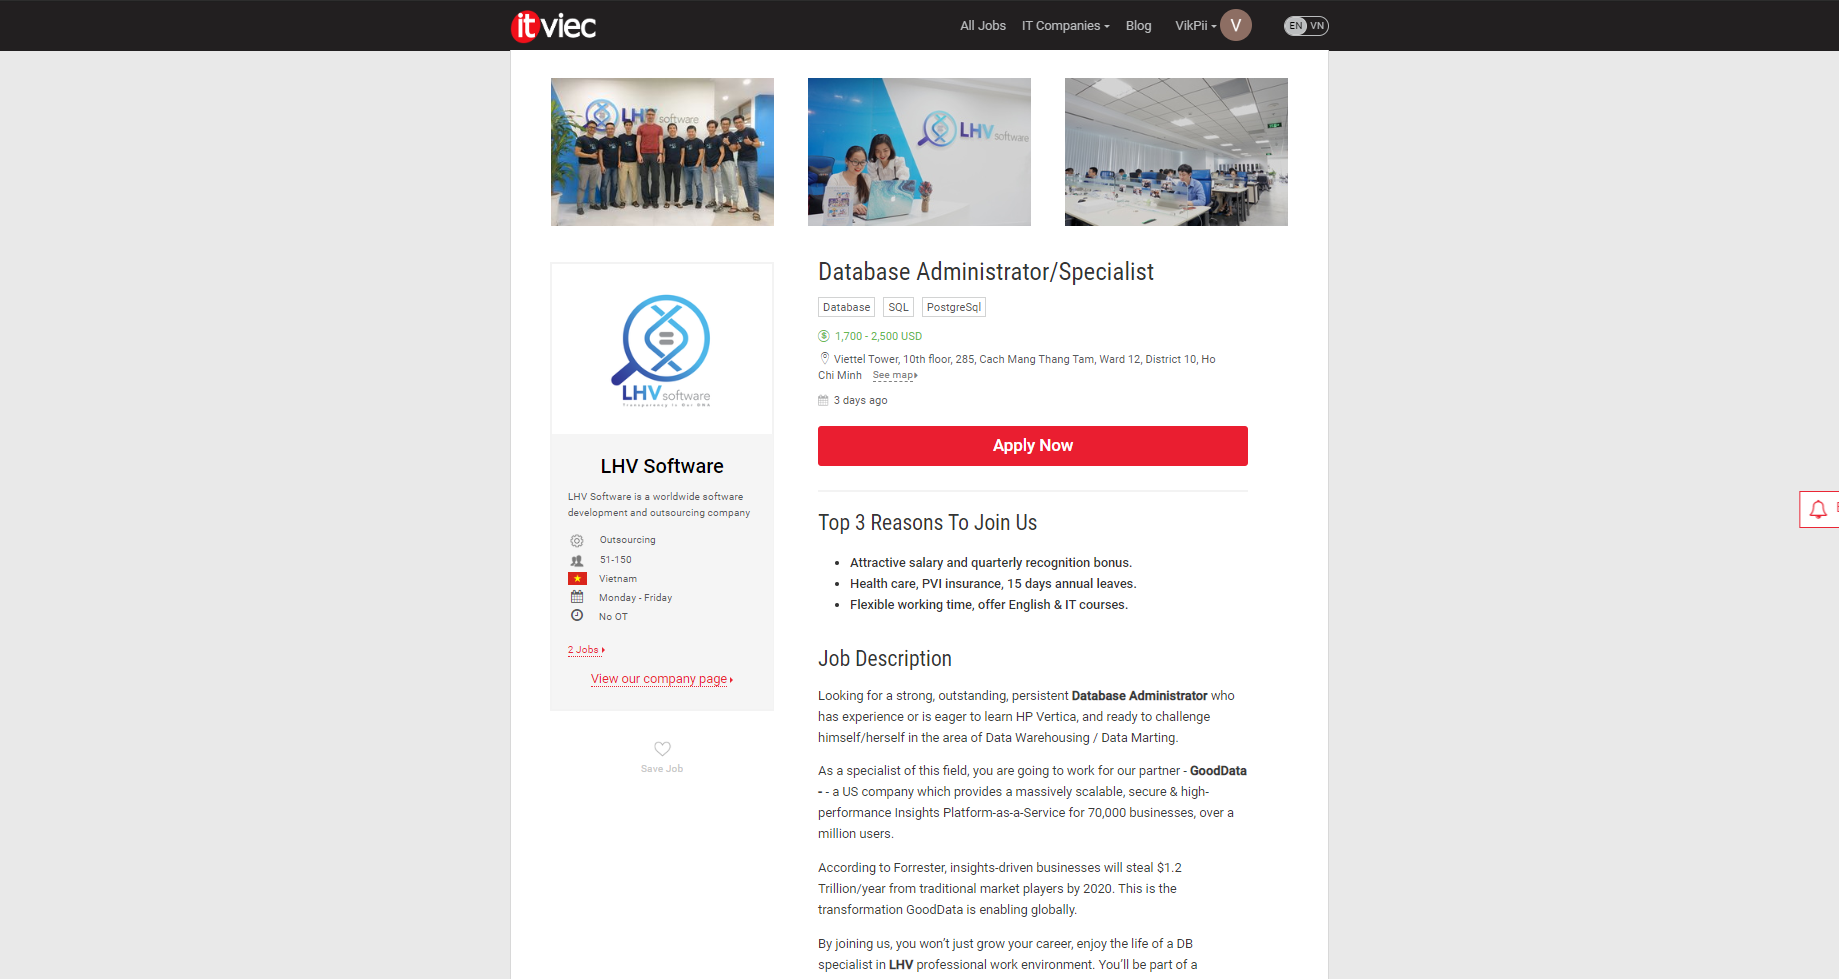 itviec
All Jobs
IT Companies
Blog
VikPii
V
EN VN
LHV software
LHV software
Database Administrator/Specialist
Database
SQL
PostgreSql
1,700 - 2,500 USD
Viettel Tower, 10th floor, 285, Cach Mang Thang Tam, Ward 12, District 10, Ho
Chi Minh See map
3 days ago
Apply Now
LHV software
Transparency is Our DNA
LHV Software
LHV Software is a worldwide software
development and outsourcing company
Outsourcing
51-150
Vietnam
Monday - Friday
No OT
2 Jobs
View our company page
Save Job
Top 3 Reasons To Join Us
• Attractive salary and quarterly recognition bonus.
• Health care, PVI insurance, 15 days annual leaves.
• Flexible working time, offer English & IT courses.
Job Description
Looking for a strong, outstanding, persistent Database Administrator who
has experience or is eager to learn HP Vertica, and ready to challenge
himself/herself in the area of Data Warehousing / Data Marting.
As a specialist of this field, you are going to work for our partner - GoodData
- - a US company which provides a massively scalable, secure & high-
performance Insights Platform-as-a-Service for 70,000 businesses, over a
million users.
According to Forrester, insights-driven businesses will steal $1.2
Trillion/year from traditional market players by 2020. This is the
transformation GoodData is enabling globally.
By joining us, you won’t just grow your career, enjoy the life of a DB
specialist in LHV professional work environment. You’ll be part of a